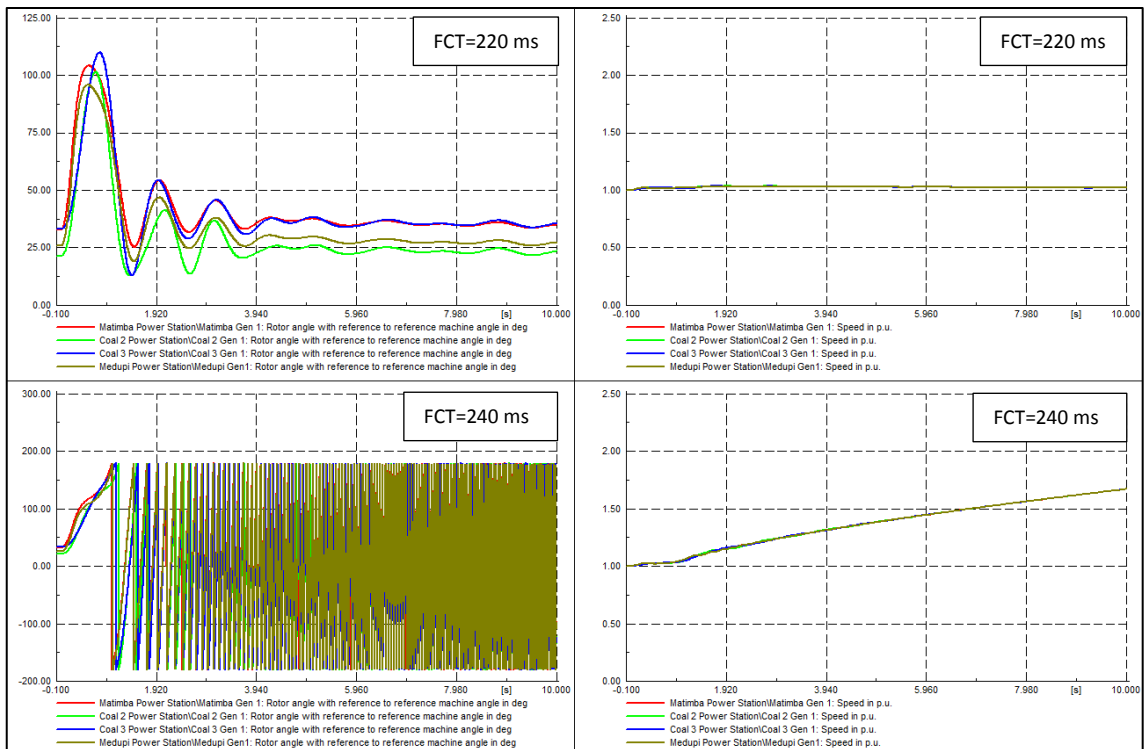 FCT=220 ms
125.00
100.00
75.00
50.00
25.00
0.00
-0.100 1.920 3.940 5.960 7.980 [s] 10.000
Matimba Power Station\Matimba Gen 1: Rotor angle with reference to reference machine angle in deg
Coal 2 Power Station\Coal 2 Gen 1: Rotor angle with reference to reference machine angle in deg
Coal 3 Power Station\Coal 3 Gen 1: Rotor angle with reference to reference machine angle in deg
Medupi Power Station\Medupi Gen1: Rotor angle with reference to reference machine angle in deg
FCT=220 ms
2.50
2.00
1.50
1.00
0.50
0.00
-0.100 1.920 3.940 5.960 7.980 [s] 10.000
Matimba Power Station\Matimba Gen 1: Speed in p.u.
Coal 2 Power Station\Coal 2 Gen 1: Speed in p.u.
Coal 3 Power Station\Coal 3 Gen 1: Speed in p.u.
Medupi Power Station\Medupi Gen1: Speed in p.u.
FCT=240 ms
300.00
200.00
100.00
0.00
-100.00
-200.00
-0.100 1.920 3.940 5.960 7.980 [s] 10.000
Matimba Power Station\Matimba Gen 1: Rotor angle with reference to reference machine angle in deg
Coal 2 Power Station\Coal 2 Gen 1: Rotor angle with reference to reference machine angle in deg
Coal 3 Power Station\Coal 3 Gen 1: Rotor angle with reference to reference machine angle in deg
Medupi Power Station\Medupi Gen1: Rotor angle with reference to reference machine angle in deg
FCT=240 ms
2.50
2.00
1.50
1.00
0.50
0.00
-0.100 1.920 3.940 5.960 7.980 [s] 10.000
Matimba Power Station\Matimba Gen 1: Speed in p.u.
Coal 2 Power Station\Coal 2 Gen 1: Speed in p.u.
Coal 3 Power Station\Coal 3 Gen 1: Speed in p.u.
Medupi Power Station\Medupi Gen1: Speed in p.u.